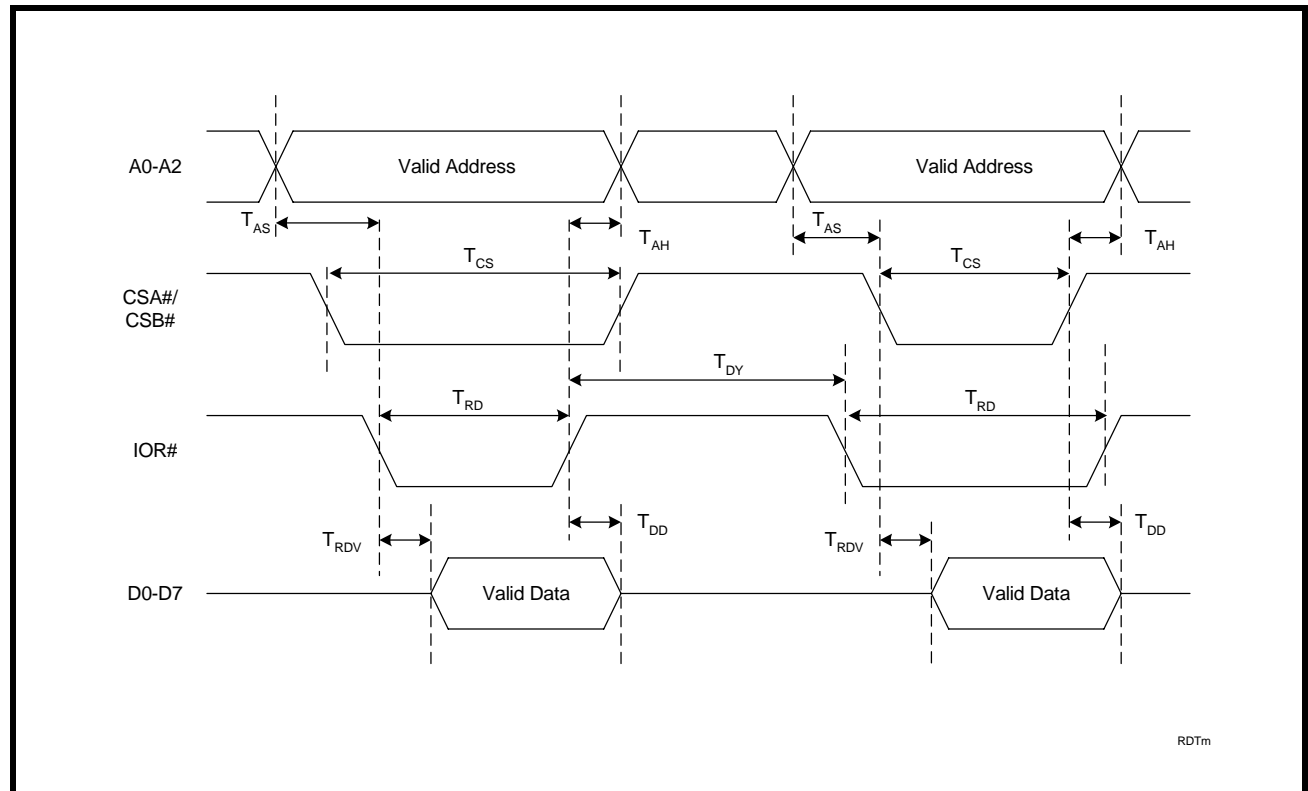 A0-A2
Valid Address
Valid Address
TAS
TAH
TAS
TAH
TCS
TCS
CSA#/
CSB#
TDY
TRD
TRD
IOR#
TRDV
TDD
TRDV
TDD
D0-D7
Valid Data
Valid Data
RDTm